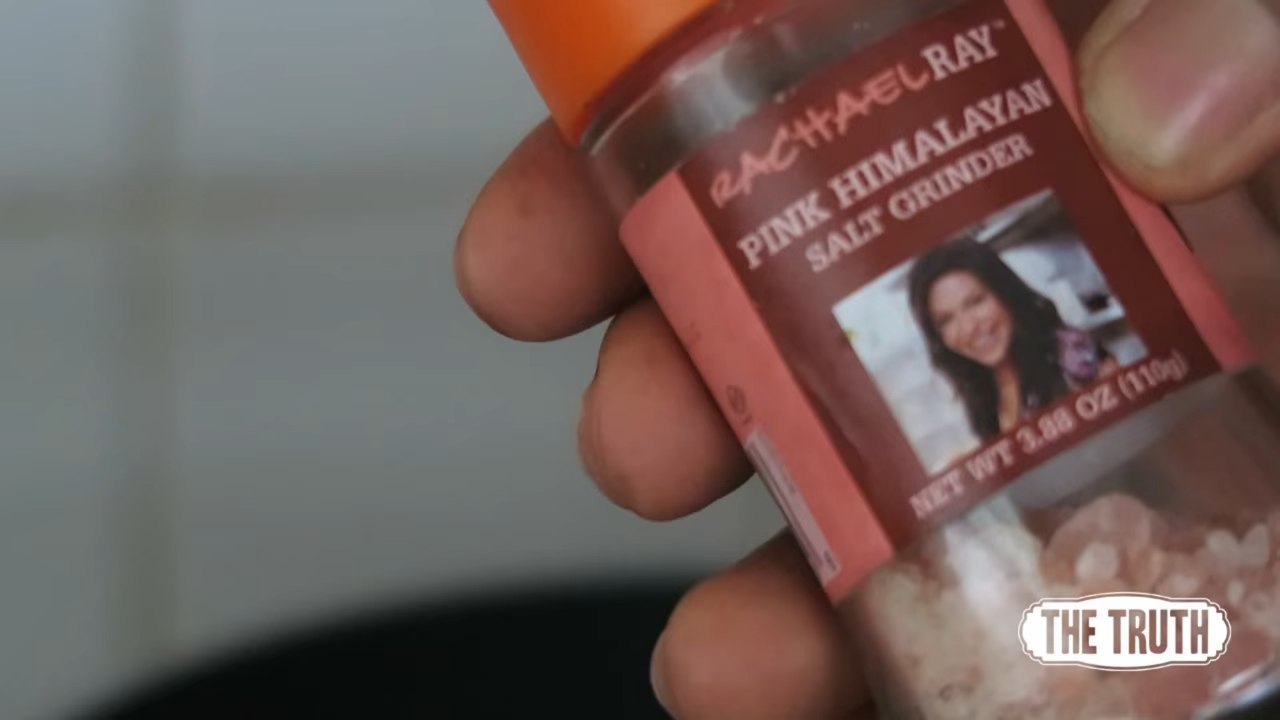 RACHAEL RAY™
PINK HIMALAYAN
SALT GRINDER
NET WT 3.88 OZ (110g)
THE TRUTH